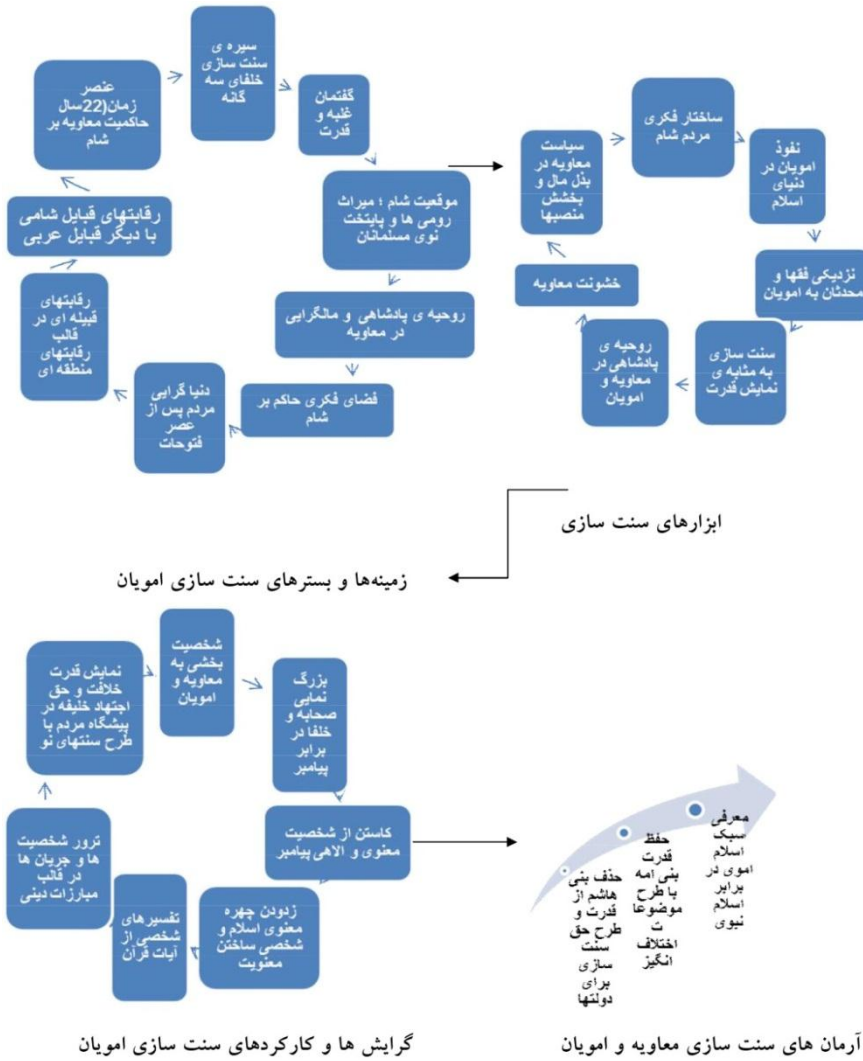 سیره ی
سنت سازی
خلفای سه
گانه
گفتمان
غلبه و
قدرت
موقعیت شام ؛ میراث
رومی ها و پایتخت
نوی مسلمانان
روحیه ی پادشاهی و مالگرایی
در معاویه
فضای فکری حاکم بر
شام
دنیا گرایی
مردم پس از
عصر
فتوحات
رقابتهای
قبیله ای در
قالب
رقابتهای
منطقه ای
رقابتهای قبایل شامی
با دیگر قبایل عربی
عنصر
زمان(22سال
حاکمیت معاویه بر
شام
ساختار فکری
مردم شام
نفوذ
امویان در
دنیای
اسلام
نزدیکی فقها و
محدثان به امویان
سنت سازی
به مثابه ی
نمایش قدرت
روحیه ی
پادشاهی در
معاویه و
امویان
خشونت معاویه
سیاست
معاویه در
بذل مال و
بخشش
منصبها
ابزارهای سنت سازی
زمینه‌ها و بسترهای سنت سازی امویان
شخصیت
بخشی به
معاویه و
امویان
بزرگ
نمایی
صحابه و
خلفا در
برابر
پیامبر
کاستن از شخصیت
معنوی و الاهی پیامبر
زدودن چهره
معنوی اسلام و
شخصی ساختن
معنویت
تفسیرهای
شخصی از
آیات قرآن
ترور شخصیت
ها و جریان ها
در قالب
مبارزات دینی
نمایش قدرت
خلافت و حق
اجتهاد خلیفه در
پیشگاه مردم با
طرح سنتهای نو
حذف بنی
هاشم از
قدرت و
طرح حق
سنت
سازی
برای
دولتها
حفظ
قدرت
بنی امه
با طرح
موضوعا
ت
اختلاف
انگیز
معرفی
سبک
اسلام
اموی در
برابر
اسلام
نبوی
آرمان های سنت سازی معاویه و امویان
گرایش ها و کارکردهای سنت سازی امویان